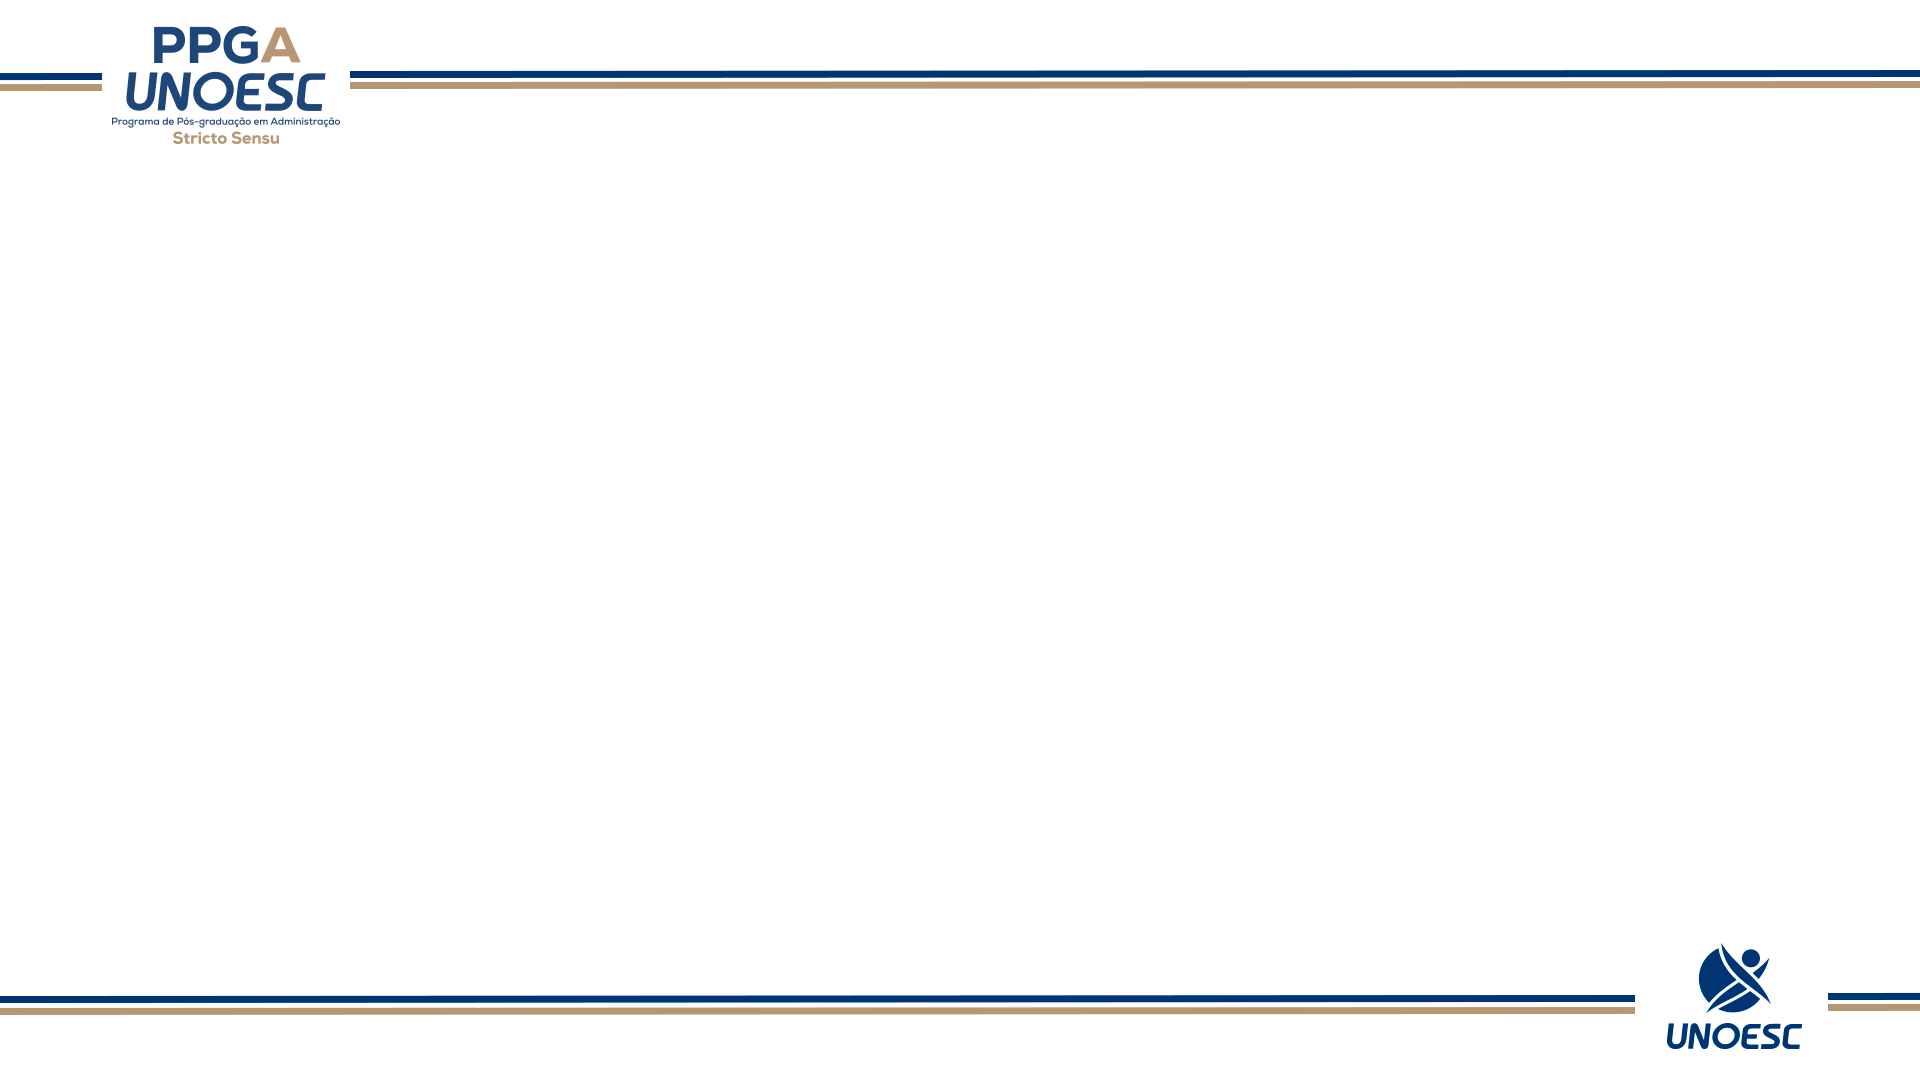 PPGA
UNOESC
Programa de Pós-graduação em Administração
Stricto Sensu
UNOESC